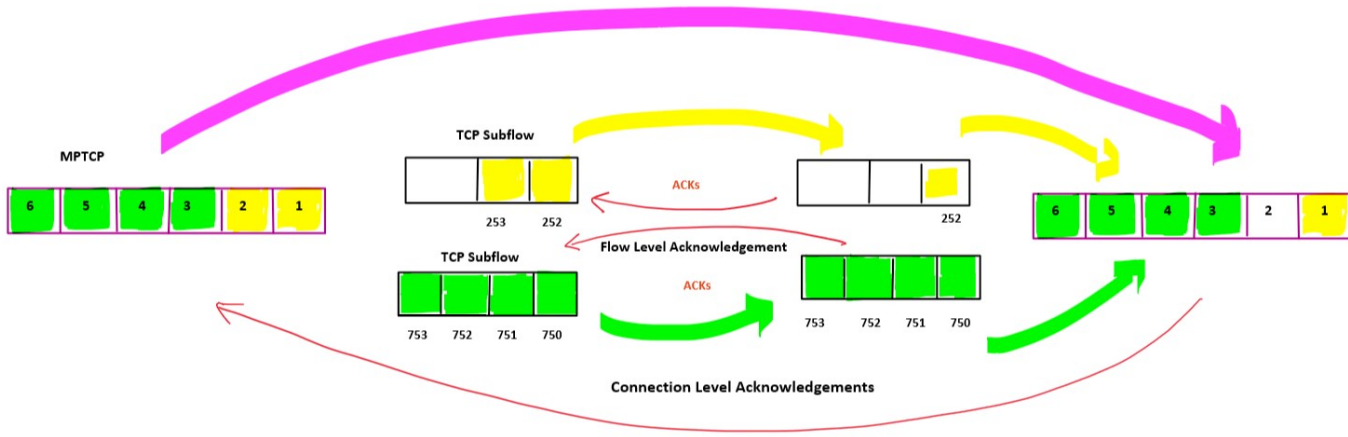 TCP Subflow
MPTCP
ACKs
6 5 4 3 2 1
253 252
252
6 5 4 3 2 1
Flow Level Acknowledgement
TCP Subflow
ACKs
753 752 751 750
753 752 751 750
Connection Level Acknowledgements